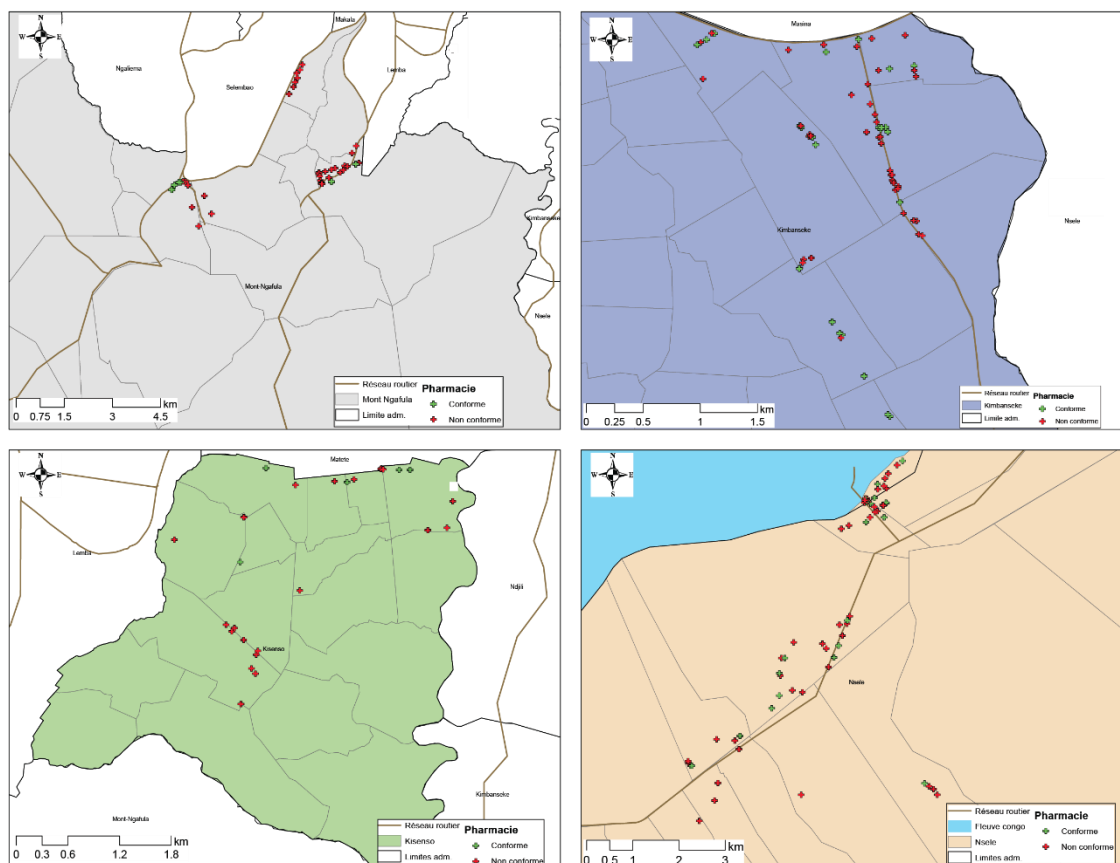 N
W E
S
Makala
Ngaliema
Selembao
Lemba
Kimbanseke
Mont-Ngafula
Nsele
0 0.75 1.5 3 4.5
km
Réseau routier
Mont Ngafula
Limite adm.
Pharmacie
Conforme
Non conforme
N
W E
S
Masina
Nsele
Kimbanseke
0 0.25 0.5 1 1.5
km
Réseau routier
Kimbanseke
Limite adm.
Pharmacie
Conforme
Non conforme
N
W E
S
Matete
Lemba
Ndjili
Kisenso
Kimbanseke
Mont-Ngafula
0 0.3 0.6 1.2 1.8
km
Réseau routier
Kisenso
Limites adm.
Pharmacie
Conforme
Non conforme
N
W E
S
Nsele
0 0.5 1 2 3
km
Réseau routier
Fleuve congo
Nsele
Limites adm.
Pharmacie
Conforme
Non conforme